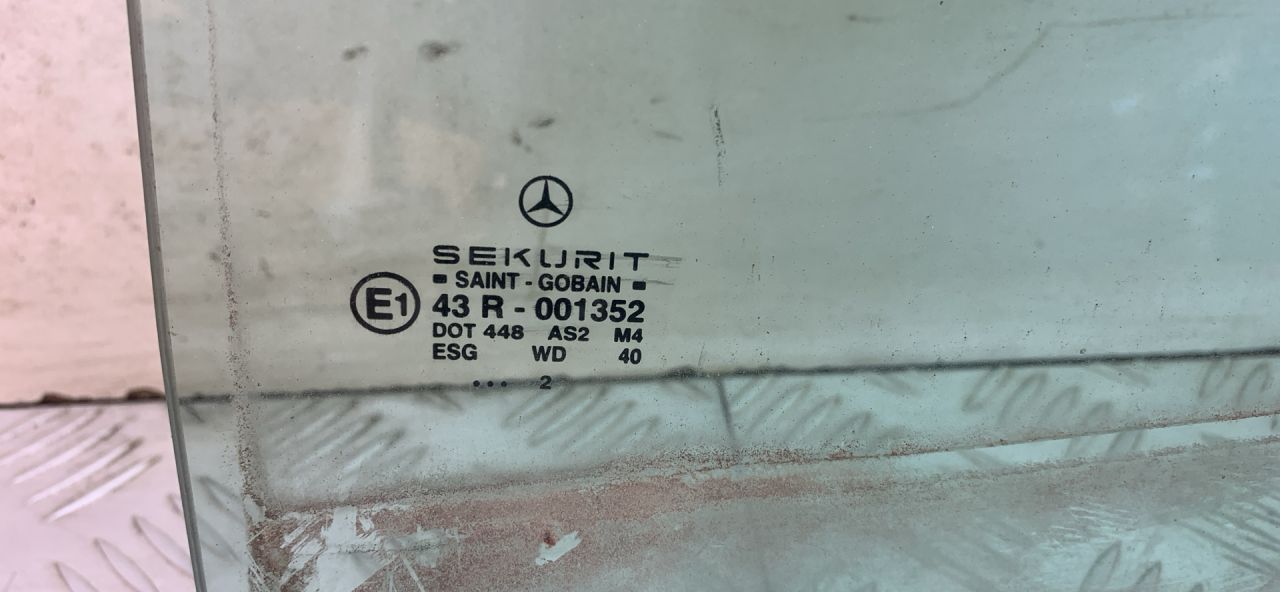 SEKURIT
SAINT - GOBAIN
E1
43 R - 001352
DOT 448 AS2 M4
ESG WD 40
... 2